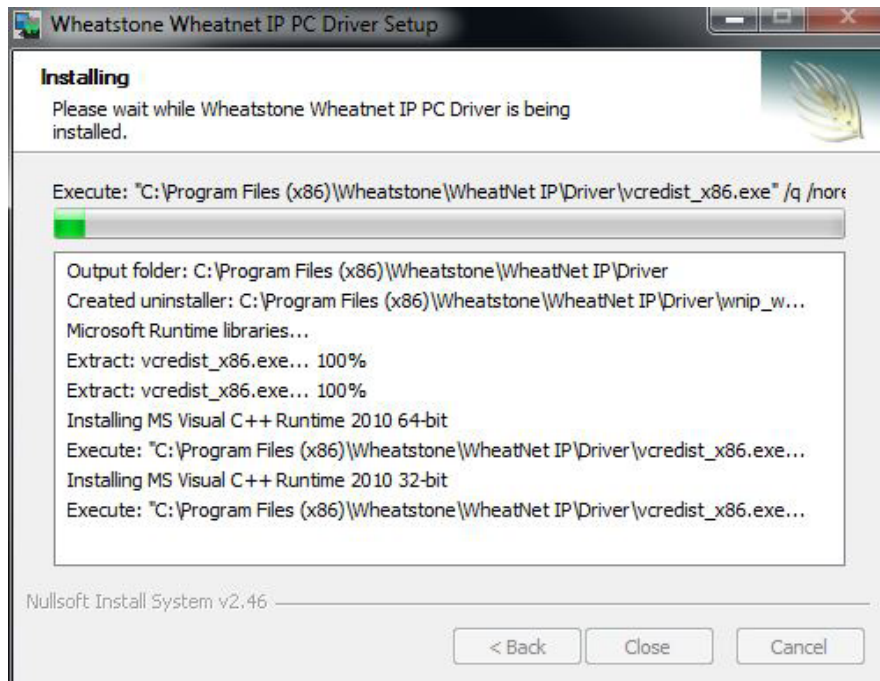 Wheatstone Wheatnet IP PC Driver Setup
Installing
Please wait while Wheatstone Wheatnet IP PC Driver is being
installed.
Execute: "C:\Program Files (x86)\Wheatstone\WheatNet IP\Driver\vcredist_x86.exe" /q /nore
Output folder: C:\Program Files (x86)\Wheatstone\WheatNet IP\Driver
Created uninstaller: C:\Program Files (x86)\Wheatstone\WheatNet IP\Driver\wnip_w...
Microsoft Runtime libraries...
Extract: vcredist_x86.exe... 100%
Extract: vcredist_x86.exe... 100%
Installing MS Visual C++ Runtime 2010 64-bit
Execute: "C:\Program Files (x86)\Wheatstone\WheatNet IP\Driver\vcredist_x86.exe...
Installing MS Visual C++ Runtime 2010 32-bit
Execute: "C:\Program Files (x86)\Wheatstone\WheatNet IP\Driver\vcredist_x86.exe...
Nullsoft Install System v2.46
< Back
Close
Cancel